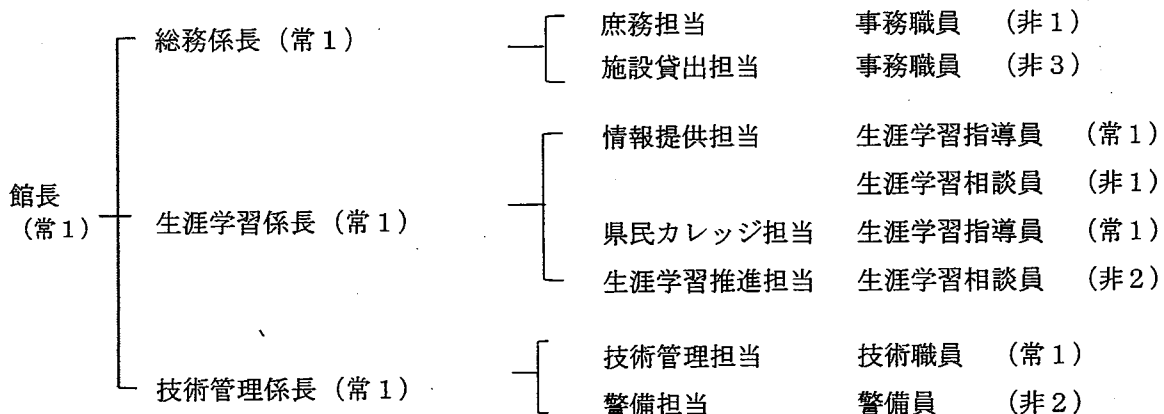 庶務担当 事務職員 (非1)
総務係長(常1)
施設貸出担当 事務職員 (非3)
情報提供担当 生涯学習指導員 (常1)
生涯学習相談員 (非1)
館長
(常1)
生涯学習係長(常1)
県民カレッジ担当 生涯学習指導員 (常1)
生涯学習推進担当 生涯学習相談員 (非2)
技術管理担当 技術職員 (常1)
技術管理係長(常1)
警備担当 警備員 (非2)